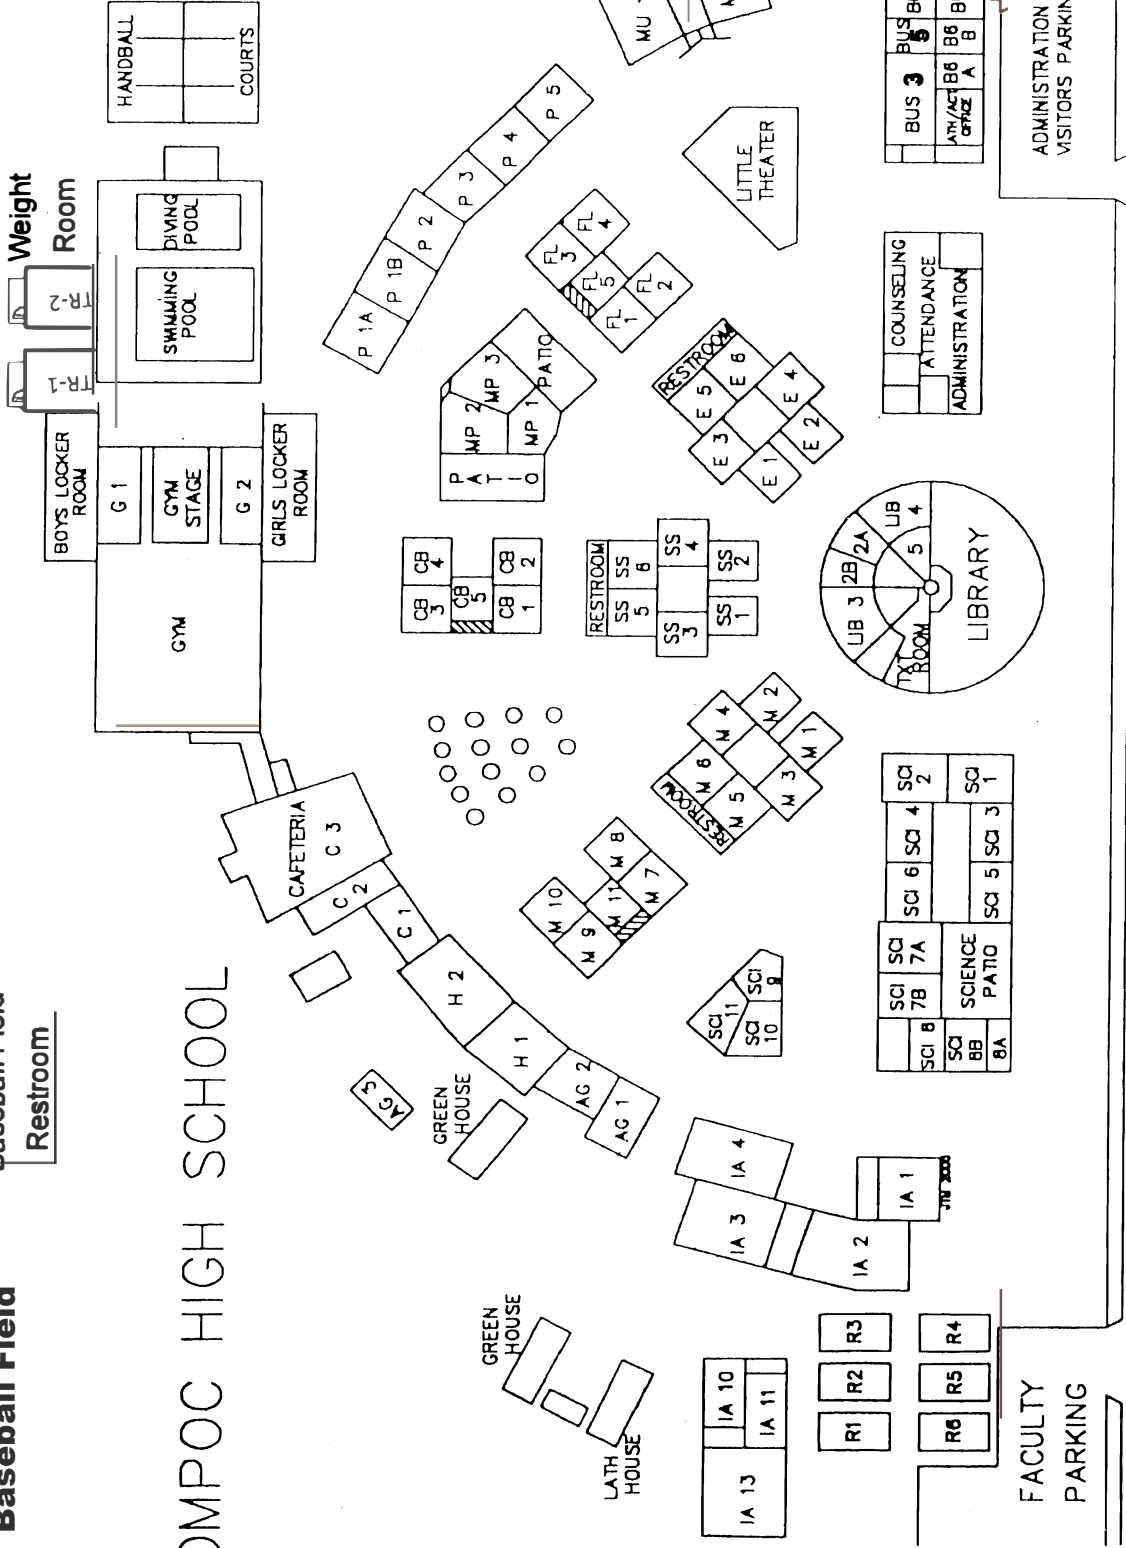 HANDBALL
COURTS
Weight
Room
DIVING
POOL
SWIMMING
POOL
TR-2
TR-1
BOYS LOCKER
ROOM
G 1
GYM
STAGE
G 2
GIRLS LOCKER
ROOM
GYM
CAFETERIA
C 3
C 2
C 1
H 2
H 1
AG 2
AG 1
AG 3
GREEN
HOUSE
Restroom
Baseball Field
OMPOC HIGH SCHOOL
P 5
P 4
P 3
P 2
P 1B
P 1A
MU
FL
3
FL
4
FL
5
FL
1
FL
2
MP 3
MP 2
MP 1
PATIO
PATIO
LITTLE
THEATER
RESTROOM
E 6
E 5
E 4
E 3
E 2
E 1
CB
4
CB
3
CB
5
CB
2
CB
1
RESTROOM
SS
6
SS
5
SS
4
SS
3
SS
2
SS
1
M 2
M 4
M 1
M 6
M 3
M 5
RESTROOM
RESTROOM
M 8
M 7
M 10
M 11
M 9
BUS
5
BUS 3
B6
B
B6
A
ATH/ACT
OFFICE
ADMINISTRATION
VISITORS PARKIN
COUNSELING
ATTENDANCE
ADMINISTRATION
LIB
4
5
2A
2B
LIB 3
ROOM
LIBRARY
SCI
2
SCI
1
SCI 4
SCI 3
SCI 6
SCI 5
SCI
7A
SCI
7B
SCIENCE
PATIO
SCI 8
SCI
8B
8A
SCI
9
SCI
11
SCI
10
IA 4
IA 3
IA 2
IA 1
GREEN
HOUSE
LATH
HOUSE
IA 10
IA 11
IA 13
R3
R2
R1
R4
R5
R6
FACULTY
PARKING